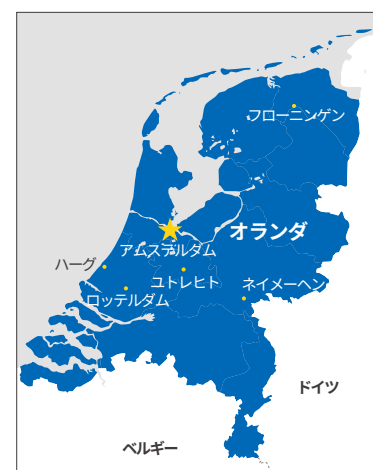 フローニンゲン
オランダ
アムステルダム
ハーグ
ユトレヒト
ネイメーヘン
ロッテルダム
ドイツ
ベルギー